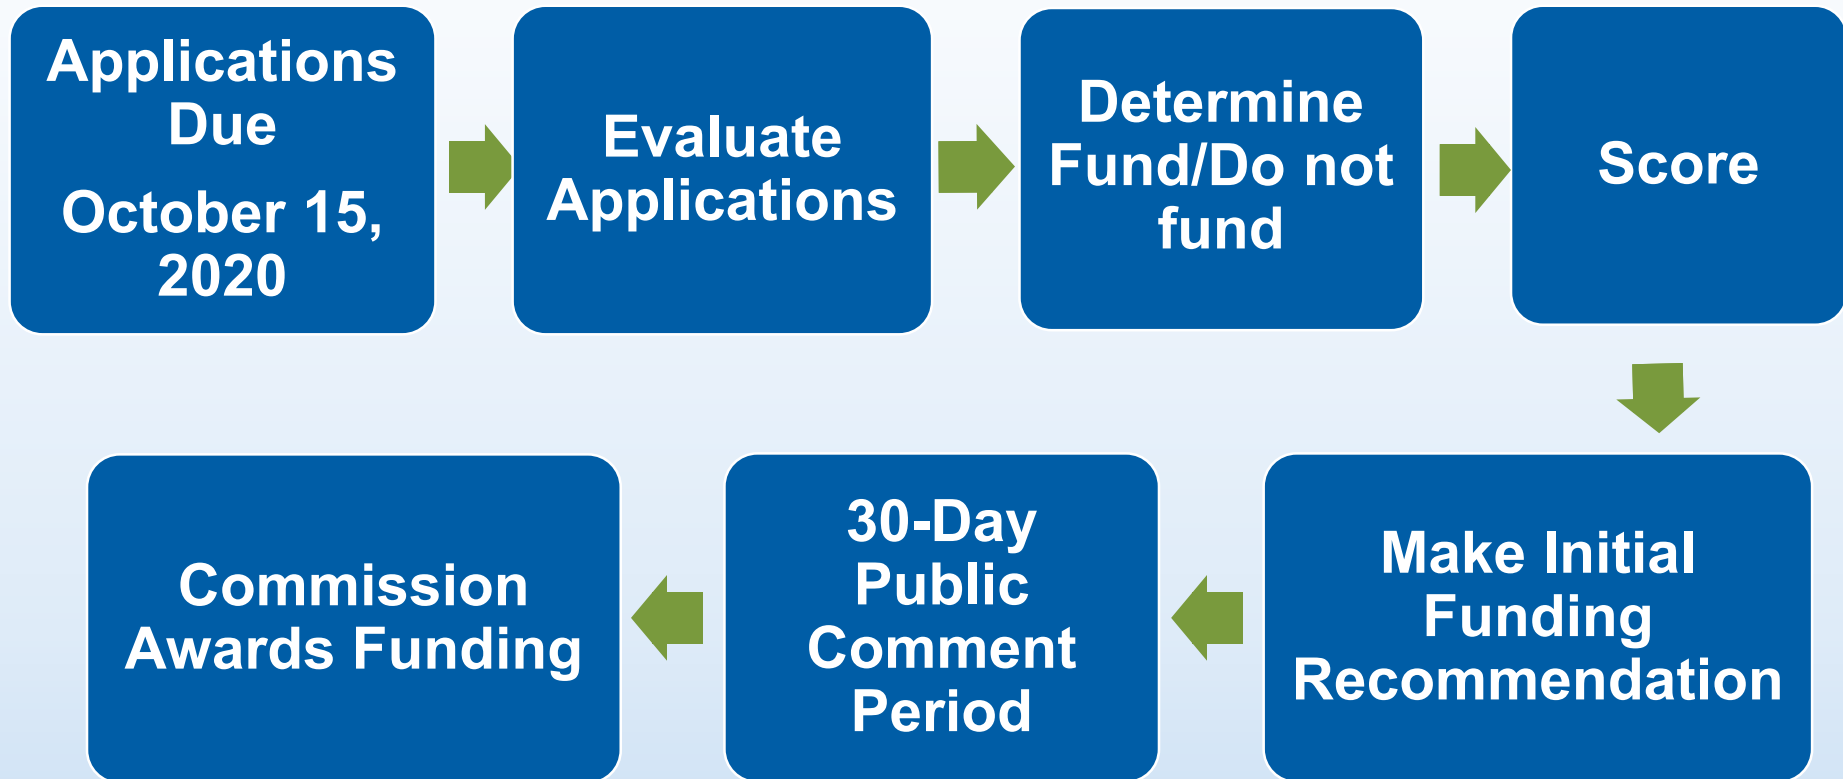 Applications
Due
October 15,
2020
Evaluate
Applications
Determine
Fund/Do not
fund
Score
Make Initial
Funding
Recommendation
30-Day
Public
Comment
Period
Commission
Awards Funding